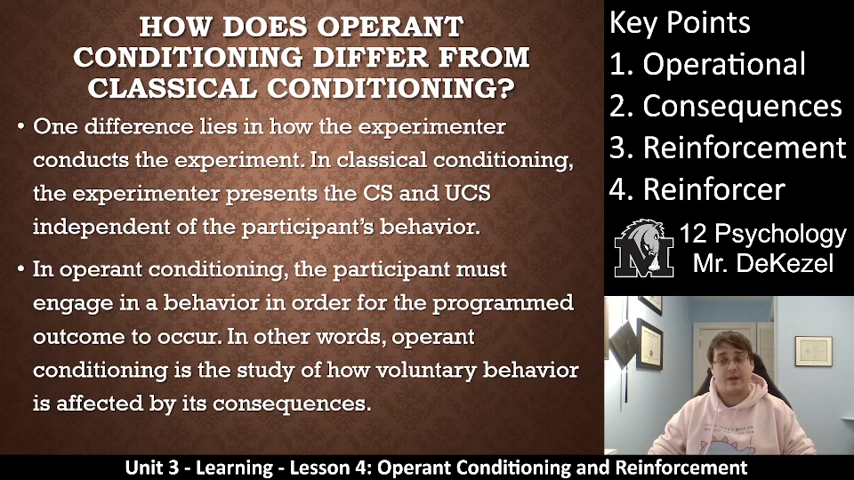 HOW DOES OPERANT
CONDITIONING DIFFER FROM
CLASSICAL CONDITIONING?
• One difference lies in how the experimenter
conducts the experiment. In classical conditioning,
the experimenter presents the CS and UCS
independent of the participant's behavior.
• In operant conditioning, the participant must
engage in a behavior in order for the programmed
outcome to occur. In other words, operant
conditioning is the study of how voluntary behavior
is affected by its consequences.
Key Points
1. Operational
2. Consequences
3. Reinforcement
4. Reinforcer
M
12 Psychology
Mr. DeKezel
Unit 3 - Learning - Lesson 4: Operant Conditioning and Reinforcement